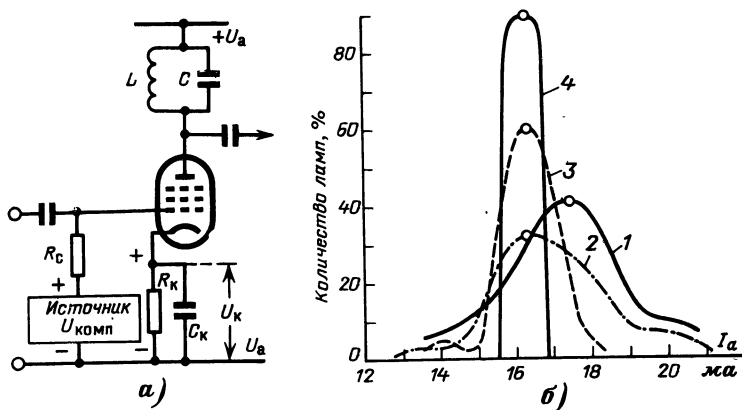 +Uа
L
C
Rс
+
Источник
Uкомп
−
+
Rк
Cк
Uк
−
Uа
а)
Количество ламп, %
80
60
40
20
0
4
3
2
1
12
14
16
18
20
Iа
ма
б)